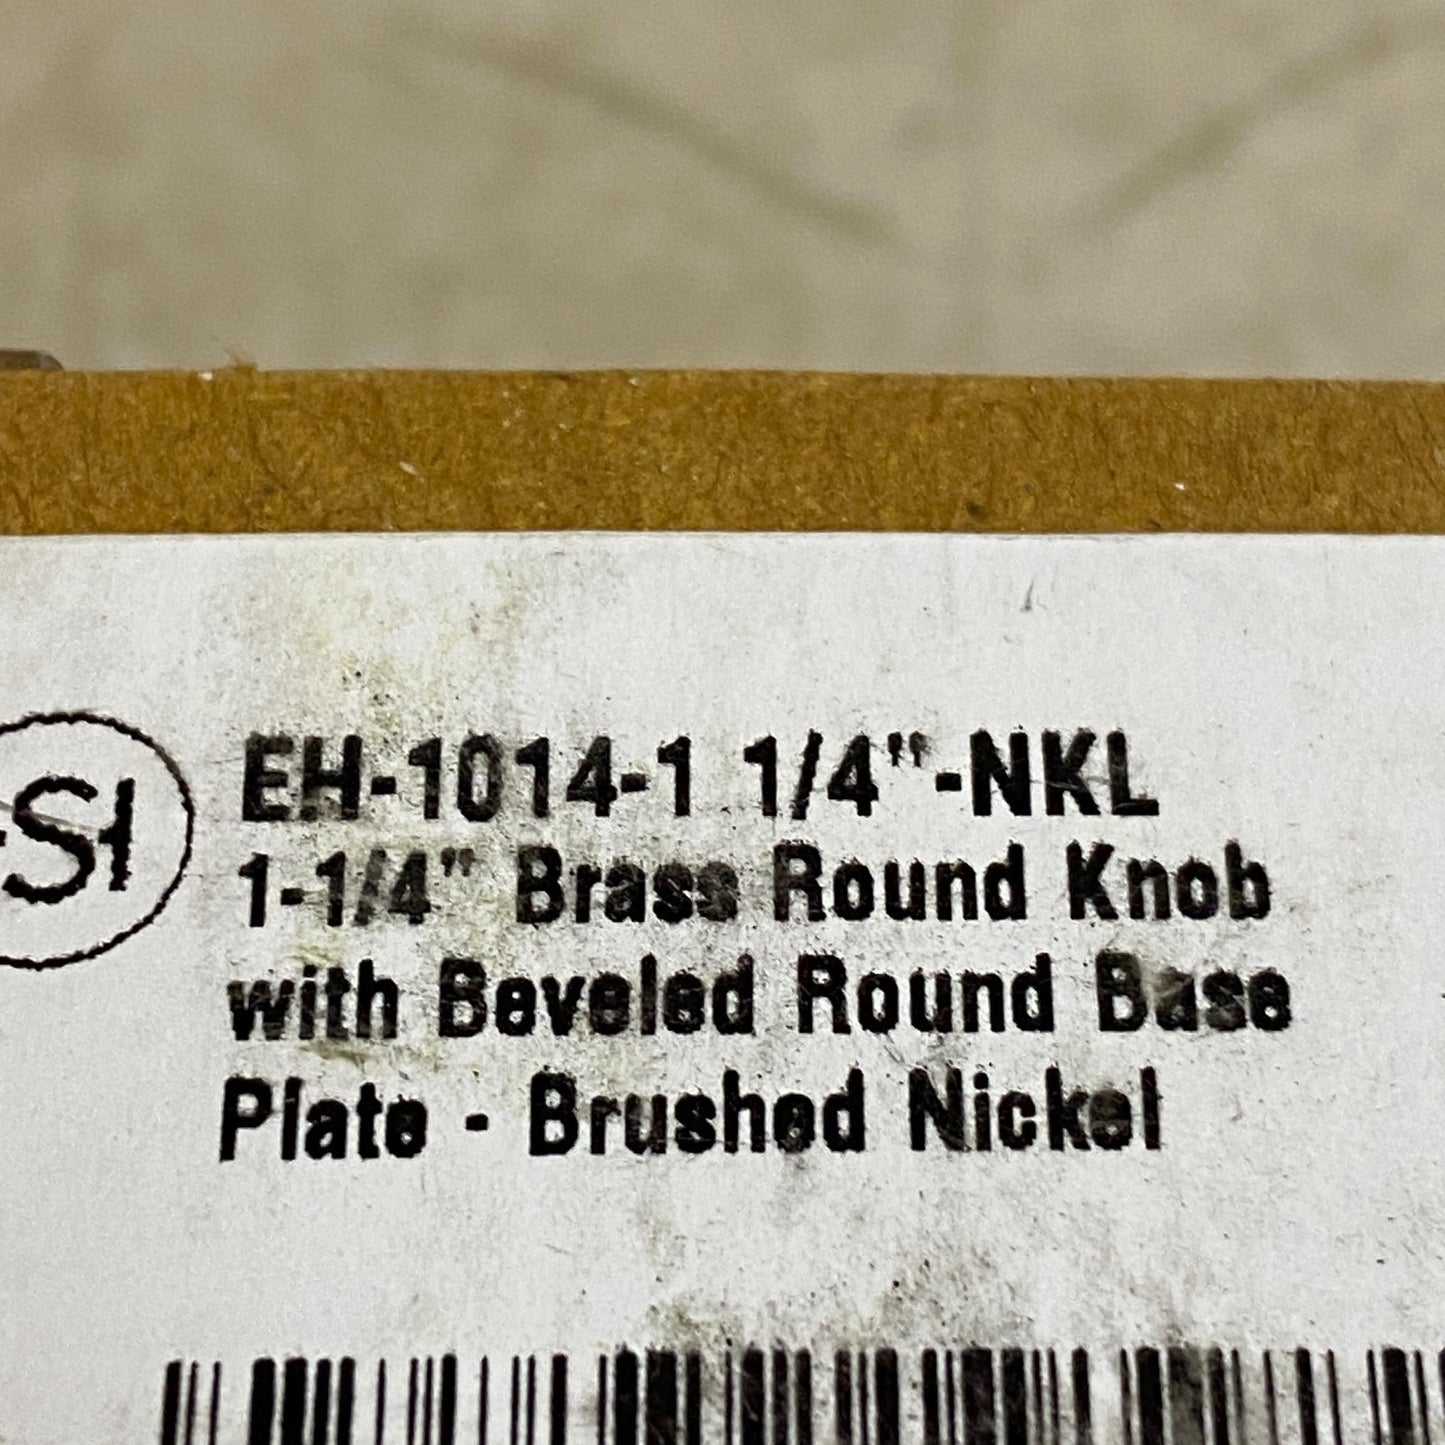 EH-1014-1 1/4"-NKL
1-1/4" Brass Round Knob
with Beveled Round Base
Plate - Brushed Nickel